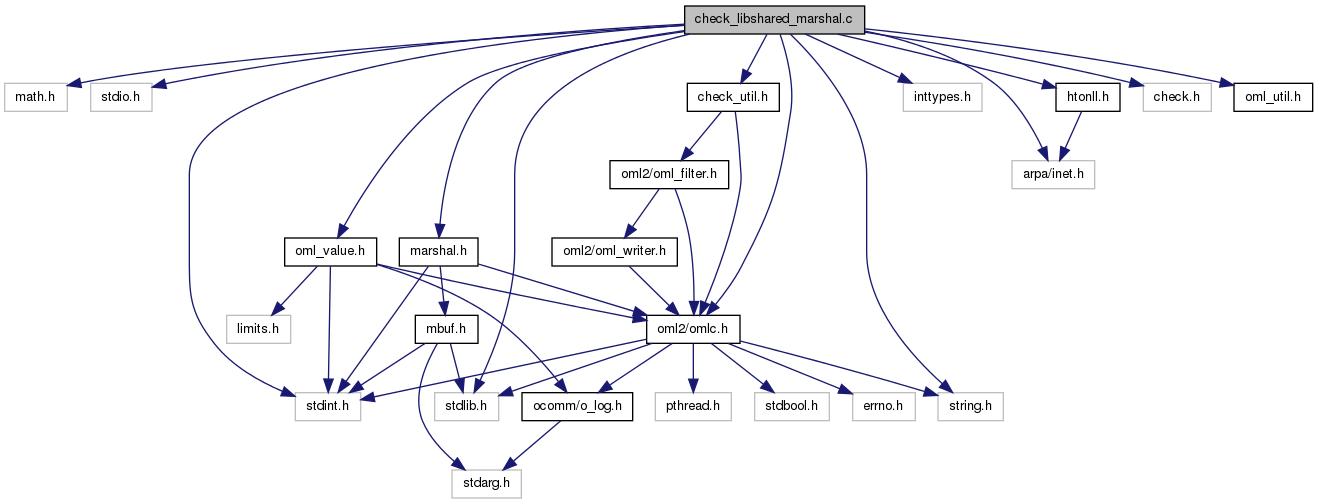 check_libshared_marshal.c
math.h
stdio.h
check_util.h
inttypes.h
htonll.h
check.h
oml_util.h
oml2/oml_filter.h
arpa/inet.h
oml_value.h
marshal.h
oml2/oml_writer.h
limits.h
mbuf.h
oml2/omlc.h
stdint.h
stdlib.h
ocomm/o_log.h
pthread.h
stdbool.h
errno.h
string.h
stdarg.h